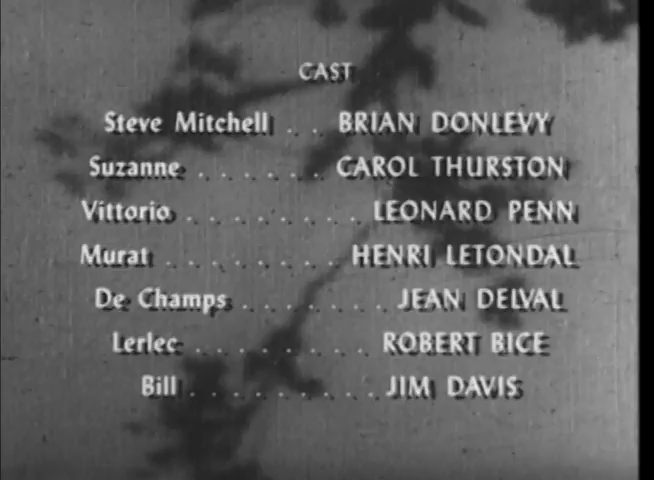 CAST
Steve Mitchell . . BRIAN DONLEVY
Suzanne . . . . . . CAROL THURSTON
Vittorio . . . . . . . . LEONARD PENN
Murat . . . . . . . . HENRI LETONDAL
De Champs . . . . . . . JEAN DELVAL
Lerlec . . . . . . . . ROBERT BICE
Bill . . . . . . . . . JIM DAVIS